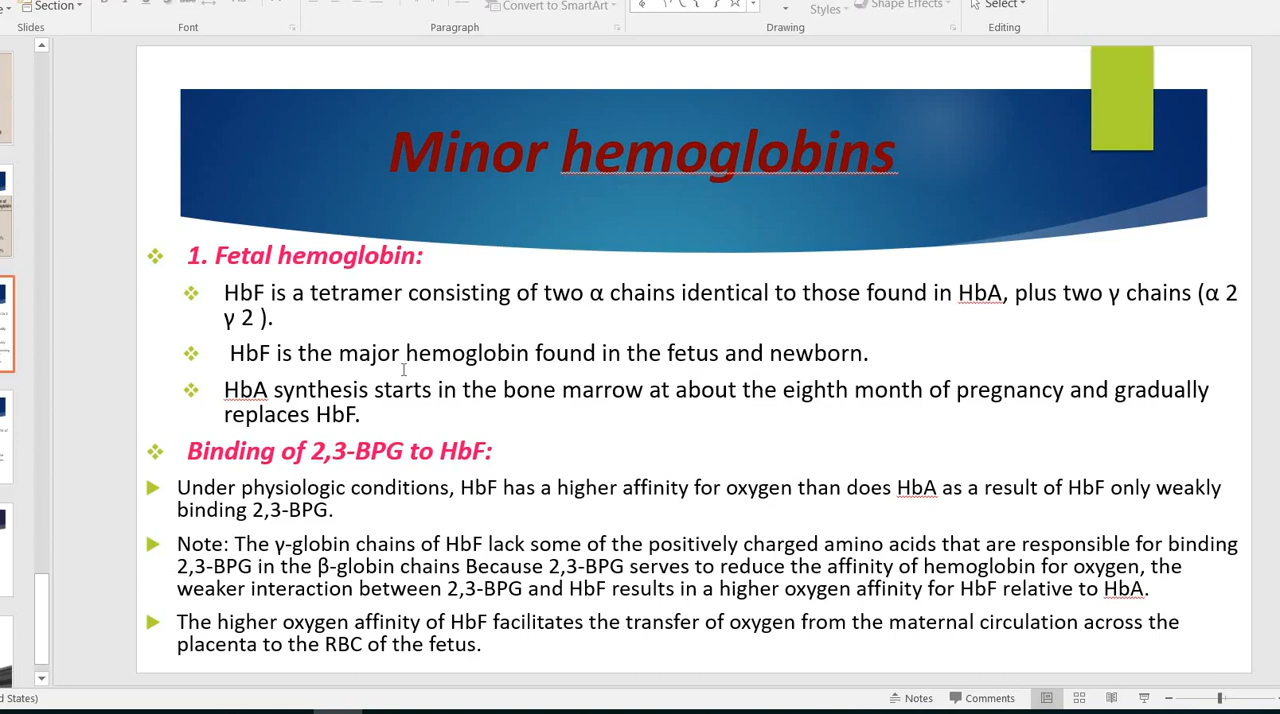 Section
Convert to SmartArt
Styles
Shape Effects
Select
Slides
Font
Paragraph
Drawing
Editing
Minor hemoglobins
1. Fetal hemoglobin:
HbF is a tetramer consisting of two α chains identical to those found in HbA, plus two γ chains (α 2
γ 2 ).
HbF is the major hemoglobin found in the fetus and newborn.
HbA synthesis starts in the bone marrow at about the eighth month of pregnancy and gradually
replaces HbF.
Binding of 2,3-BPG to HbF:
Under physiologic conditions, HbF has a higher affinity for oxygen than does HbA as a result of HbF only weakly
binding 2,3-BPG.
Note: The γ-globin chains of HbF lack some of the positively charged amino acids that are responsible for binding
2,3-BPG in the β-globin chains Because 2,3-BPG serves to reduce the affinity of hemoglobin for oxygen, the
weaker interaction between 2,3-BPG and HbF results in a higher oxygen affinity for HbF relative to HbA.
The higher oxygen affinity of HbF facilitates the transfer of oxygen from the maternal circulation across the
placenta to the RBC of the fetus.
d States)
Notes
Comments